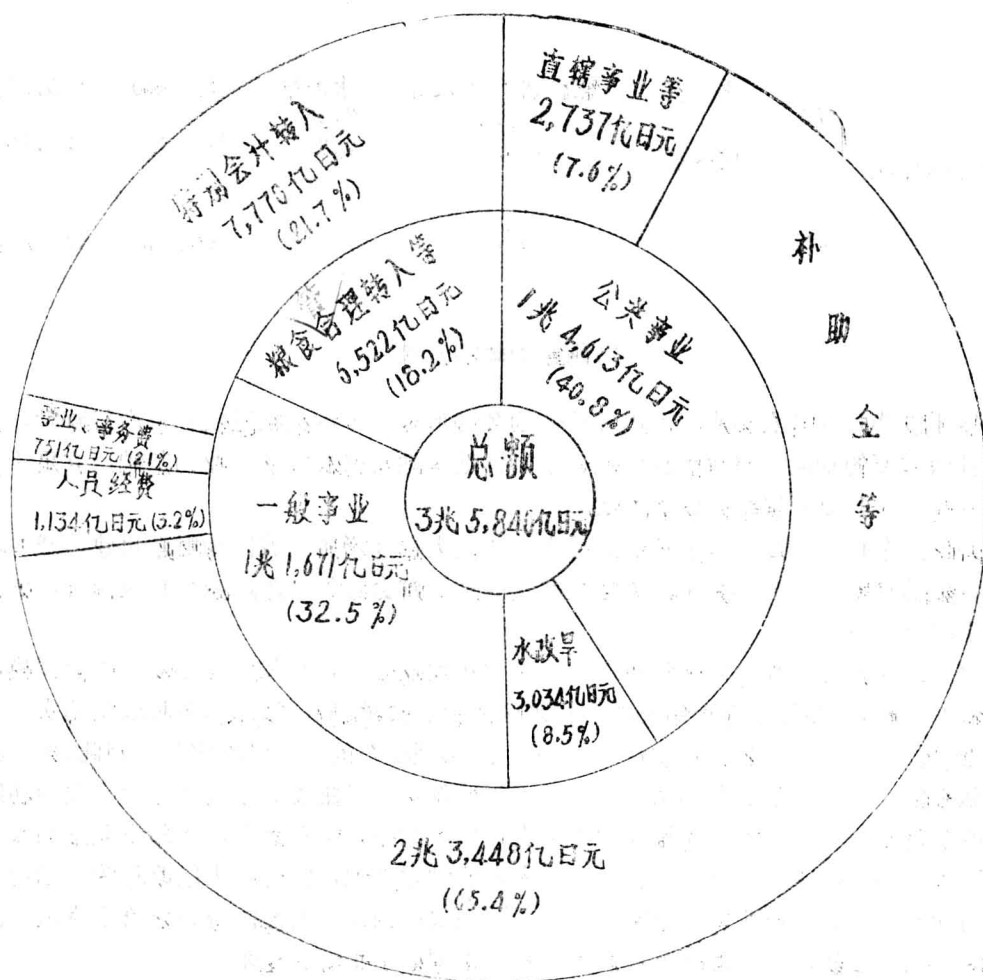 直辖事业等
2,737亿日元
(7.6%)
特别会计转入
7,770亿日元
(21.7%)
补助金等
粮食管理转入等
6,522亿日元
(18.2%)
公共事业
1兆 4,613亿日元
(40.8%)
事业、事务费
751亿日元 (2.1%)
人员经费
1,134亿日元 (3.2%)
一般事业
1兆 1,671亿日元
(32.5%)
总额
3兆 5,840亿日元
水改旱
3,034亿日元
(8.5%)
2兆 3,448亿日元
(65.4%)